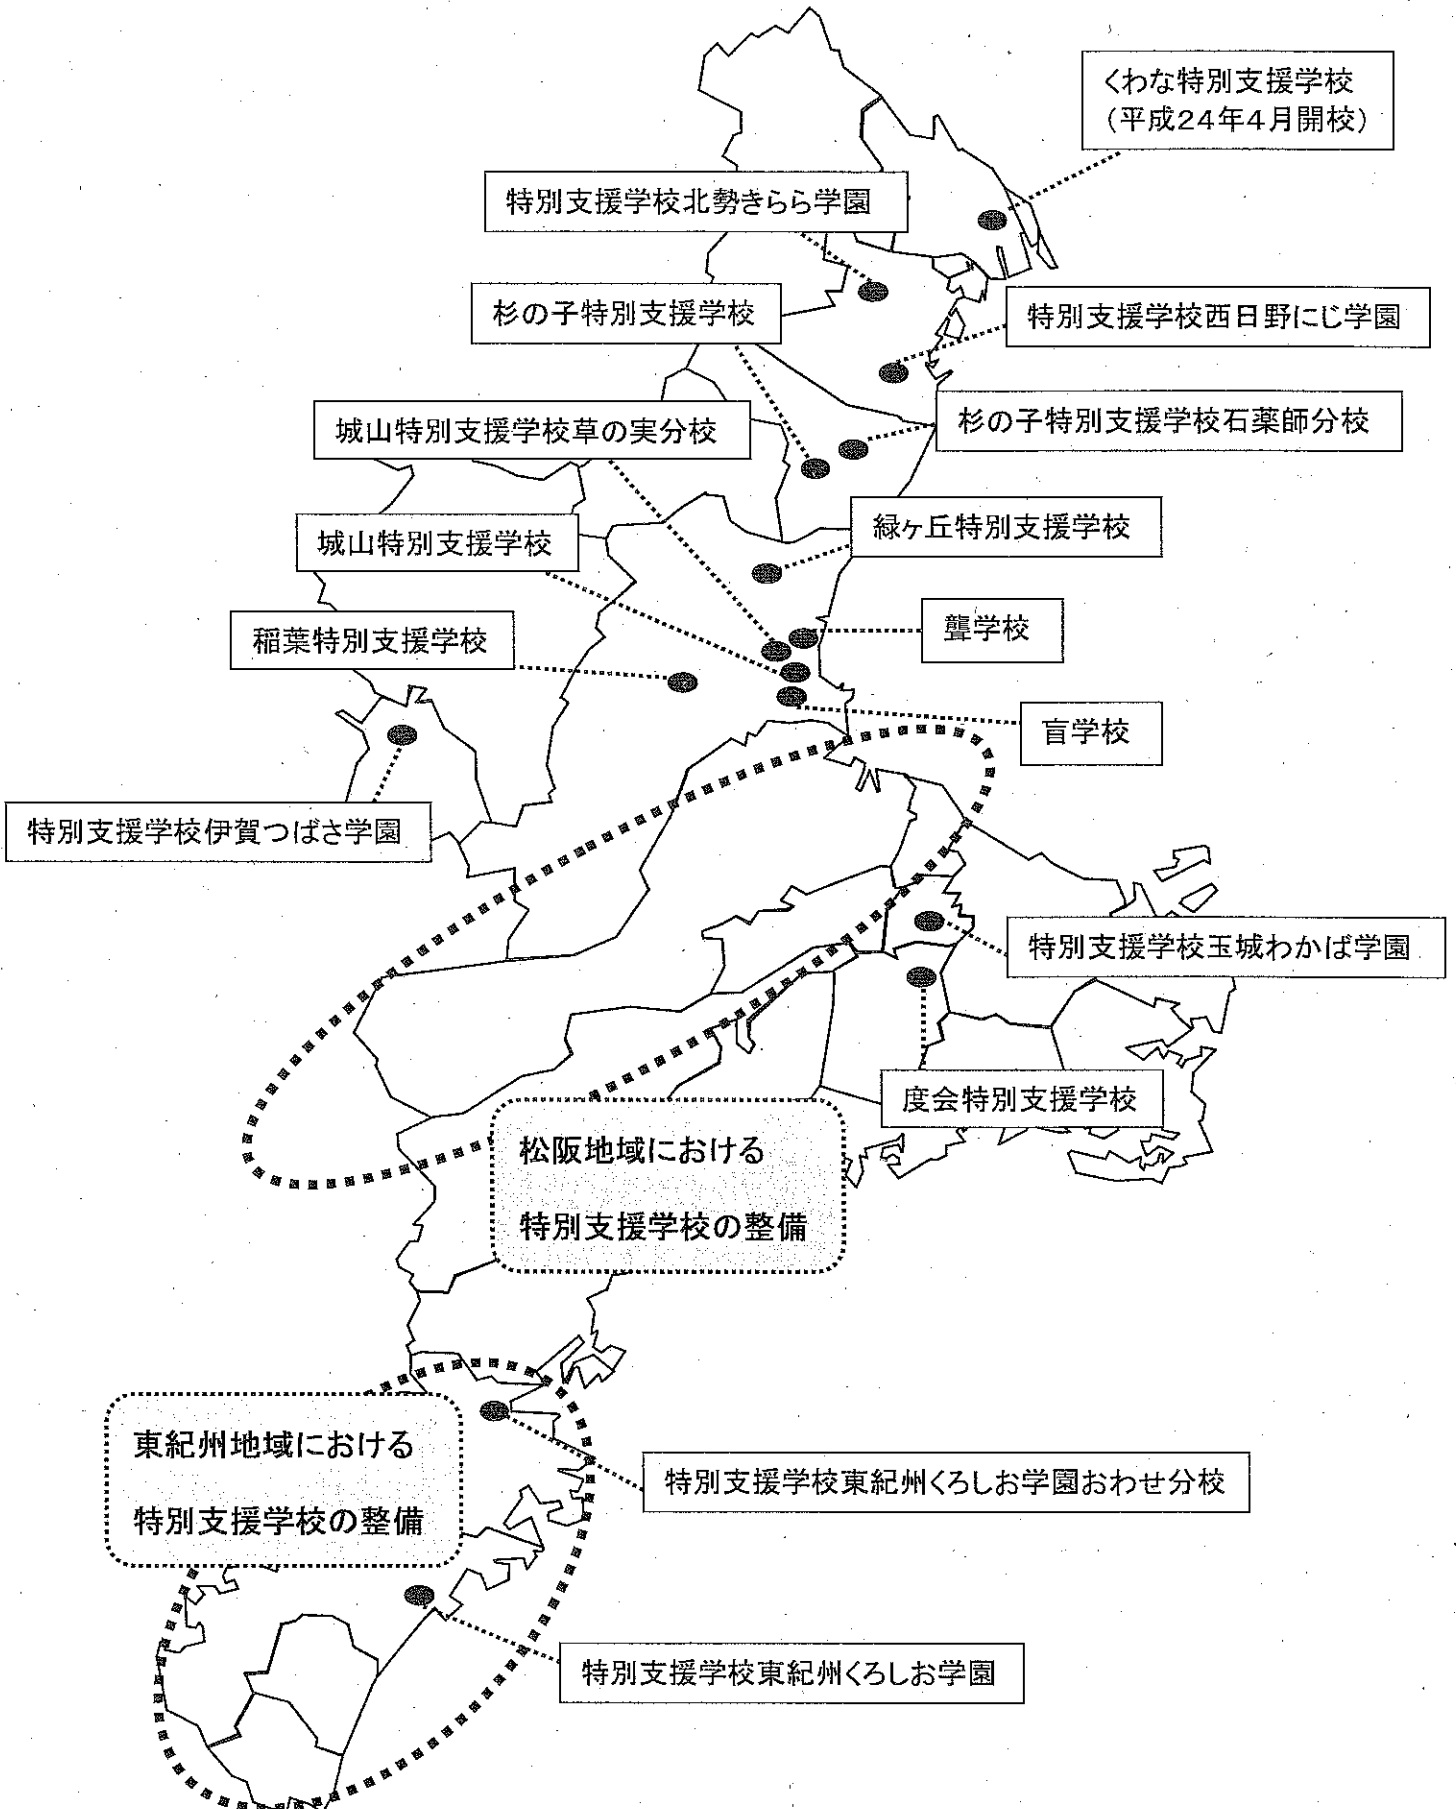 くわな特別支援学校
(平成24年4月開校)
特別支援学校北勢きらら学園
杉の子特別支援学校
特別支援学校西日野にじ学園
城山特別支援学校草の実分校
杉の子特別支援学校石薬師分校
城山特別支援学校
緑ヶ丘特別支援学校
稲葉特別支援学校
聾学校
盲学校
特別支援学校伊賀つばさ学園
特別支援学校玉城わかば学園
度会特別支援学校
松阪地域における
特別支援学校の整備
東紀州地域における
特別支援学校の整備
特別支援学校東紀州くろしお学園おわせ分校
特別支援学校東紀州くろしお学園